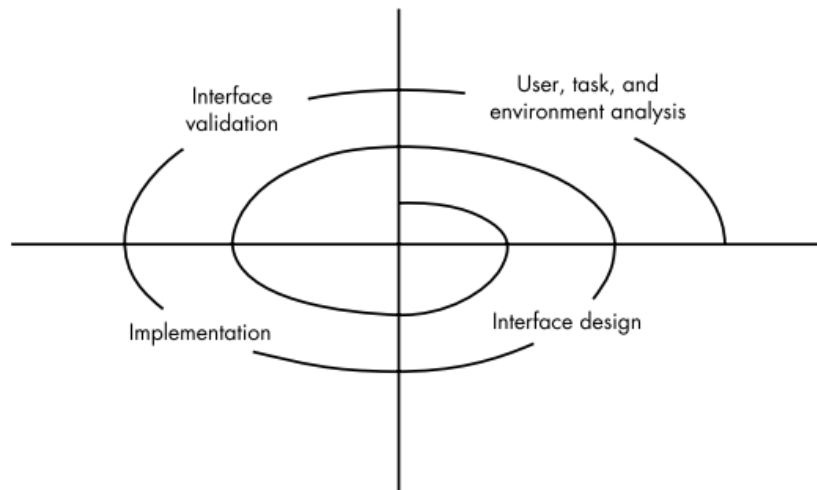 Interface
validation
User, task, and
environment analysis
Implementation
Interface design